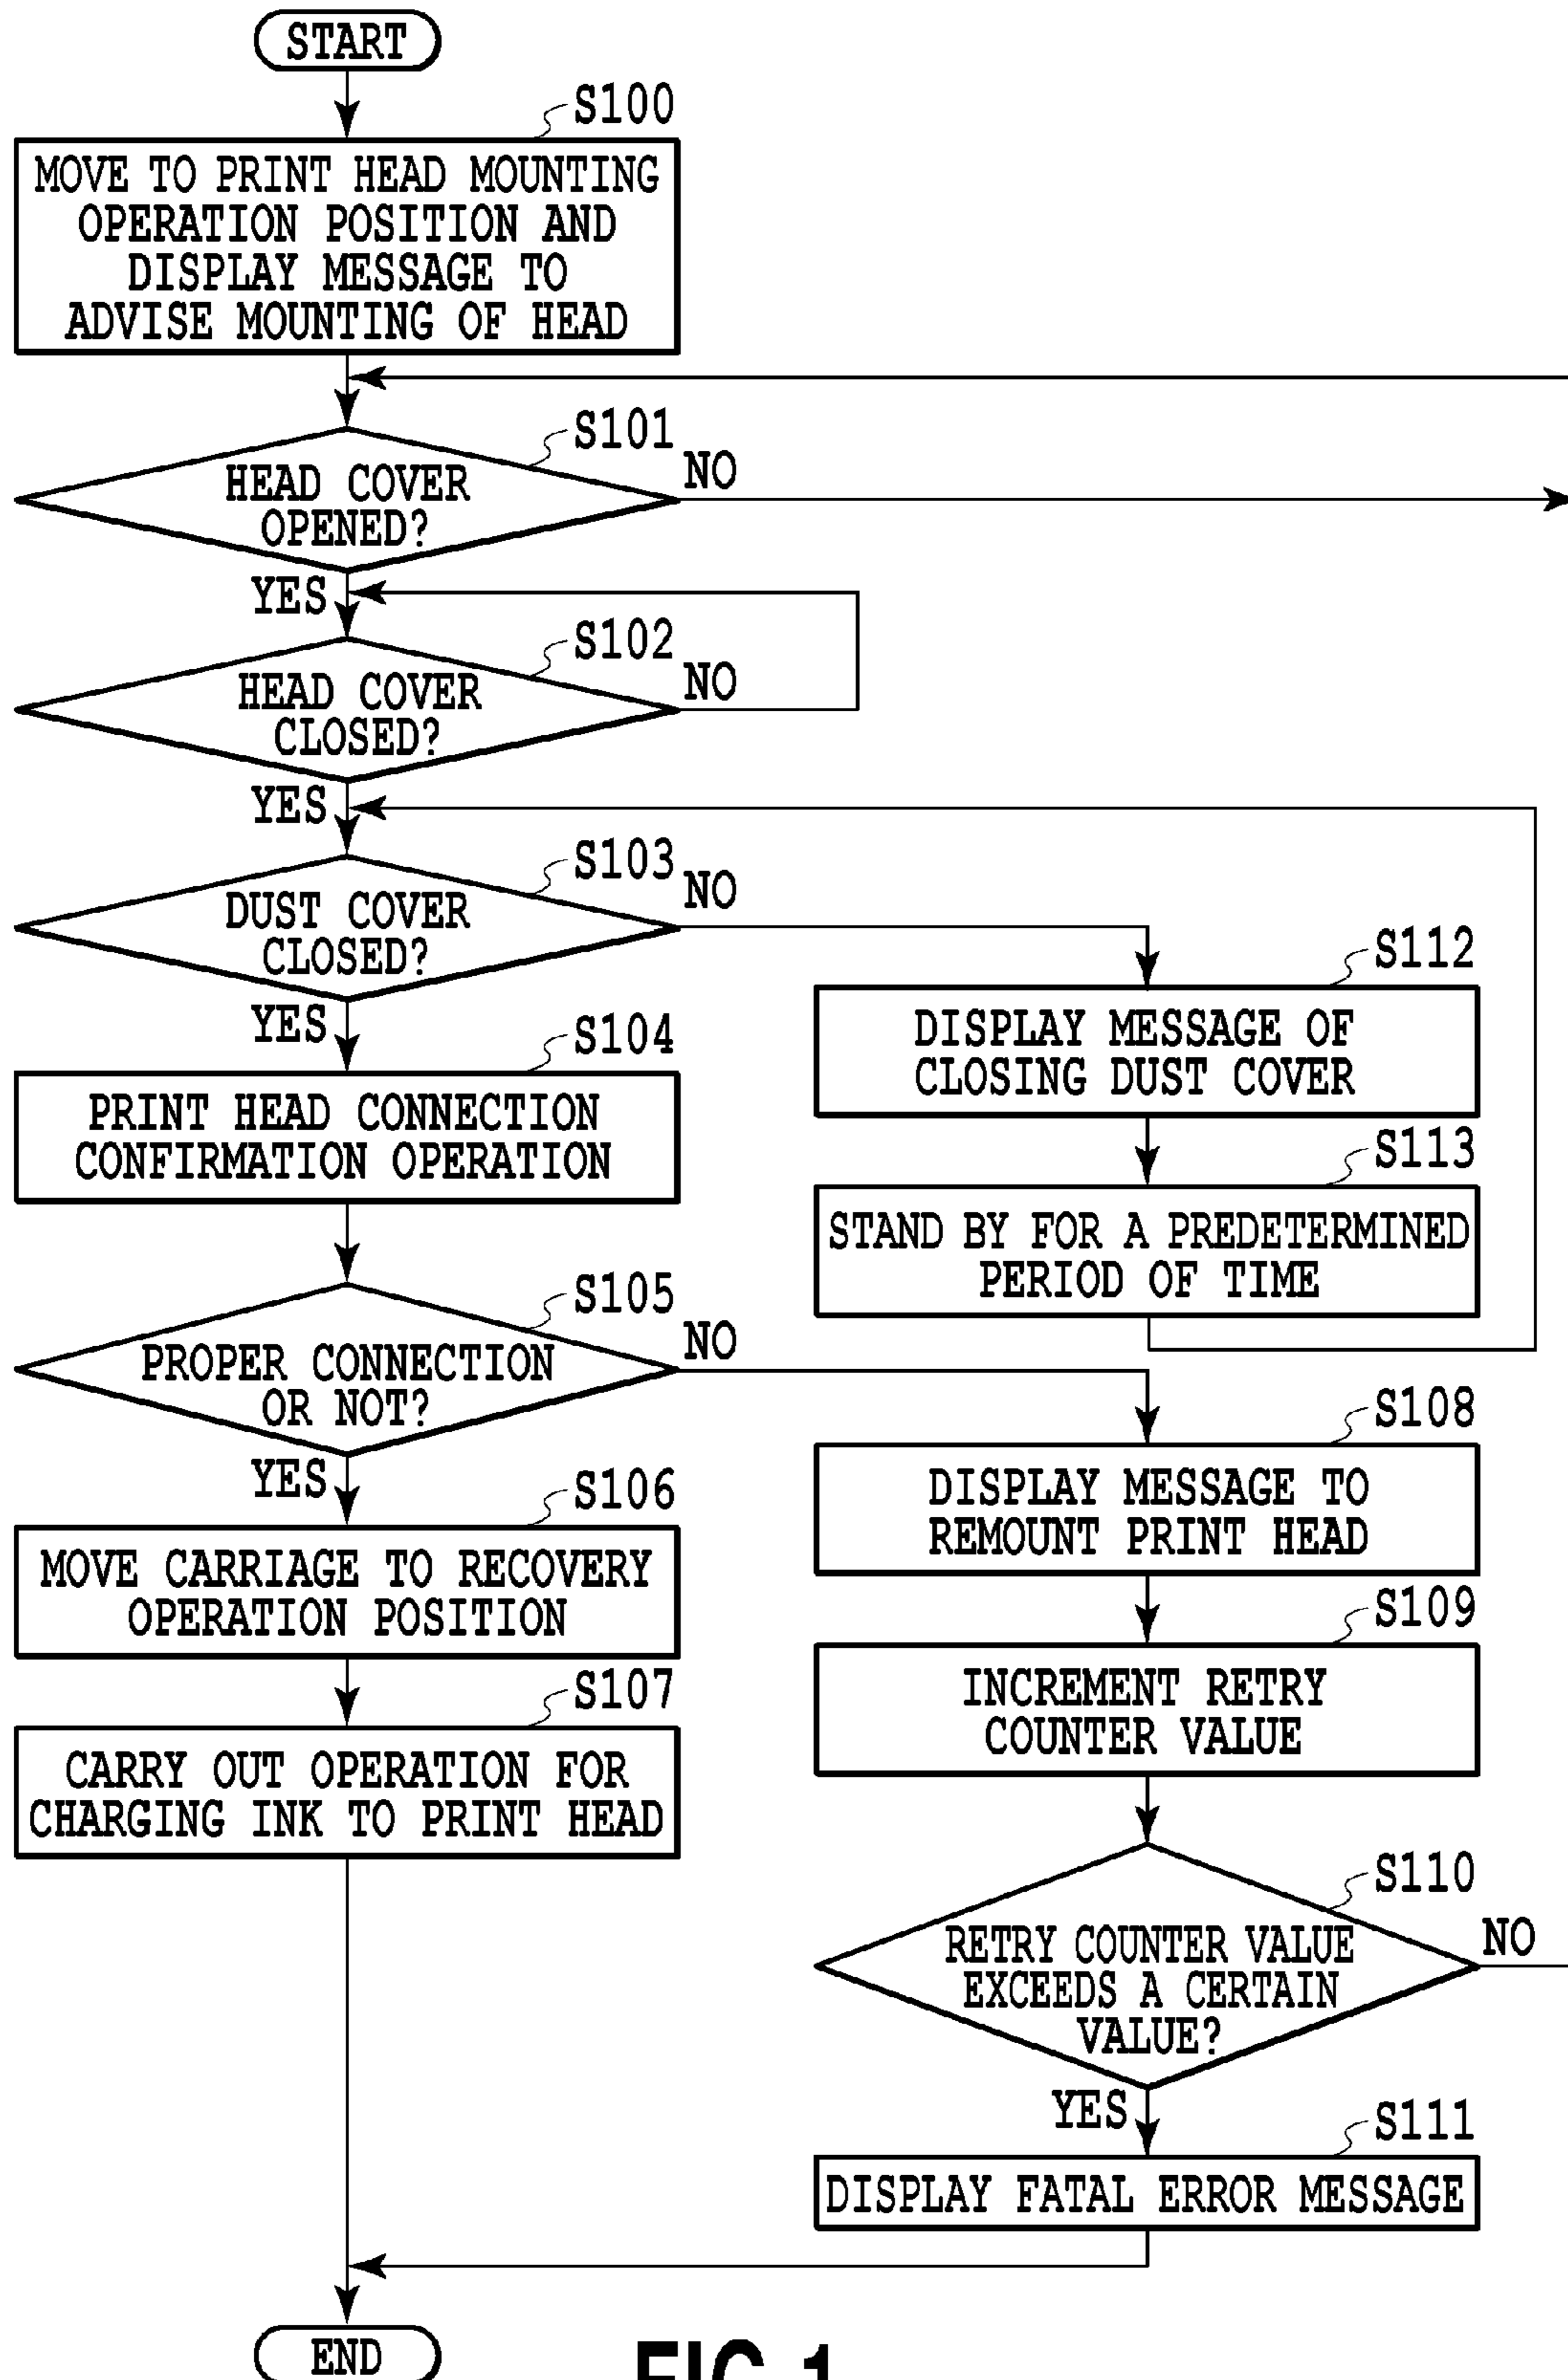 START
S100
MOVE TO PRINT HEAD MOUNTING
OPERATION POSITION AND
DISPLAY MESSAGE TO
ADVISE MOUNTING OF HEAD
S101
HEAD COVER
OPENED?
NO
YES
S102
HEAD COVER
CLOSED?
NO
YES
S103
DUST COVER
CLOSED?
NO
YES
S112
DISPLAY MESSAGE OF
CLOSING DUST COVER
S104
PRINT HEAD CONNECTION
CONFIRMATION OPERATION
S113
STAND BY FOR A PREDETERMINED
PERIOD OF TIME
S105
PROPER CONNECTION
OR NOT?
NO
YES
S108
DISPLAY MESSAGE TO
REMOUNT PRINT HEAD
S106
MOVE CARRIAGE TO RECOVERY
OPERATION POSITION
S109
INCREMENT RETRY
COUNTER VALUE
S107
CARRY OUT OPERATION FOR
CHARGING INK TO PRINT HEAD
S110
RETRY COUNTER VALUE
EXCEEDS A CERTAIN
VALUE?
NO
YES
S111
DISPLAY FATAL ERROR MESSAGE
END